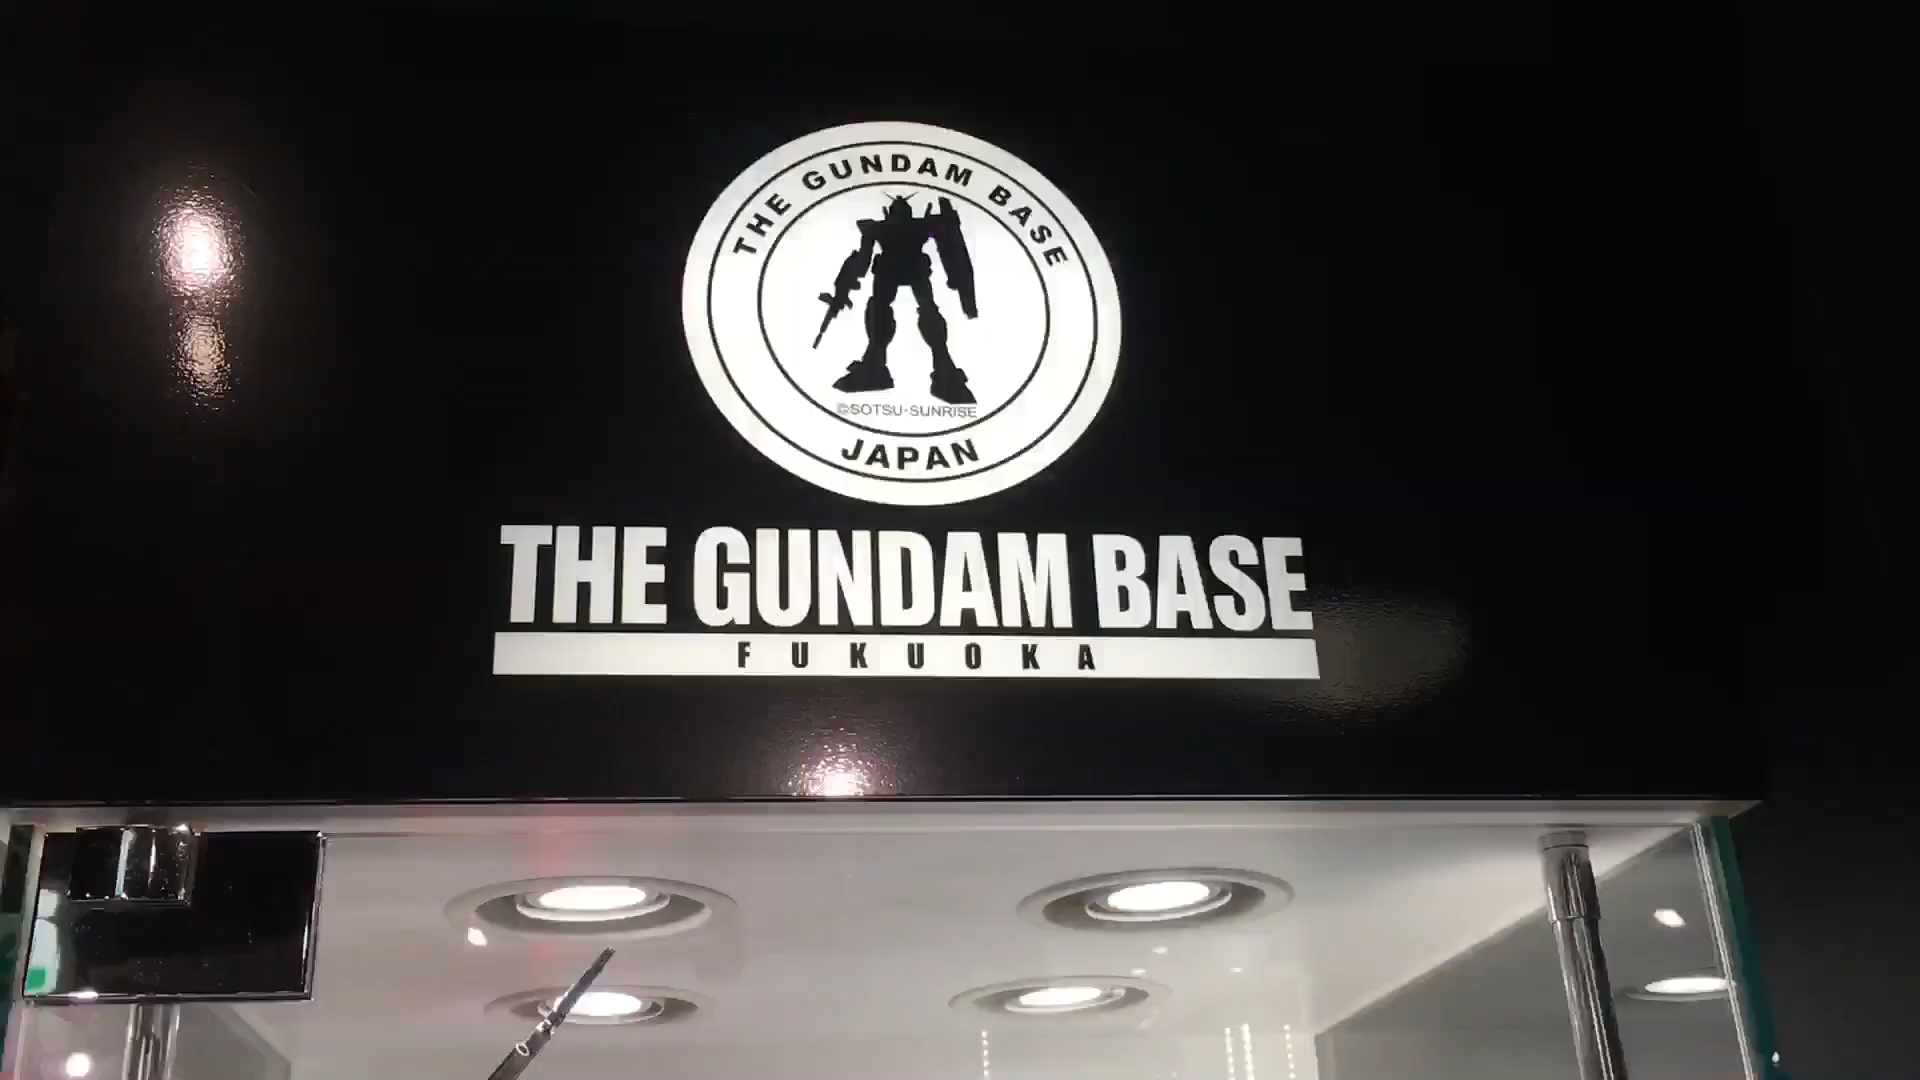 THE GUNDAM BASE
©SOTSU・SUNRISE
JAPAN
THE GUNDAM BASE
FUKUOKA